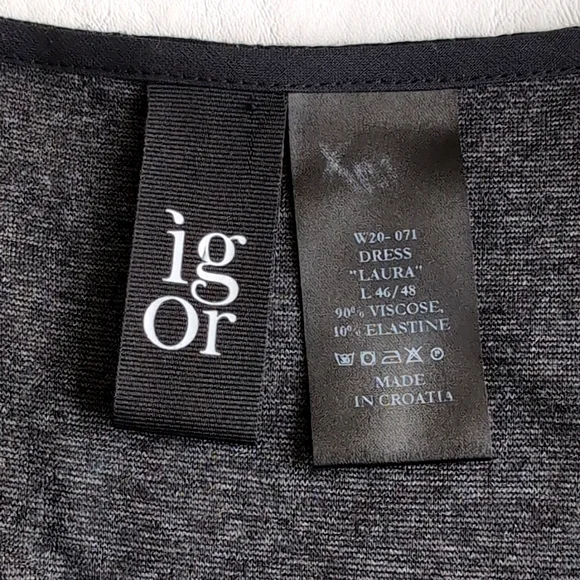 ig
or
W20-071
DRESS
"LAURA"
L 46/48
90% VISCOSE,
10% ELASTINE
MADE
IN CROATIA